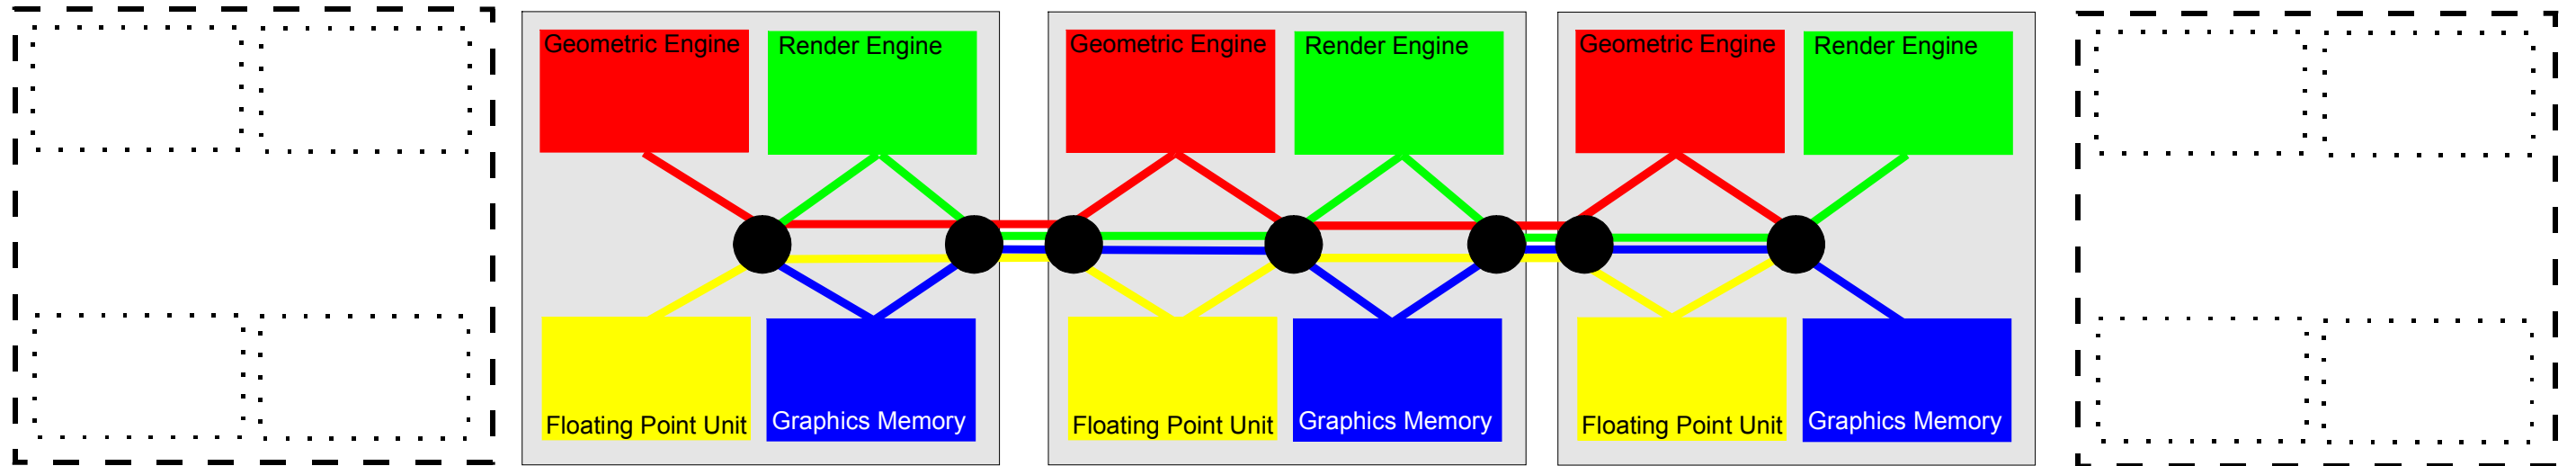 Geometric Engine
Render Engine
Geometric Engine
Render Engine
Geometric Engine
Render Engine
Floating Point Unit
Graphics Memory
Floating Point Unit
Graphics Memory
Floating Point Unit
Graphics Memory